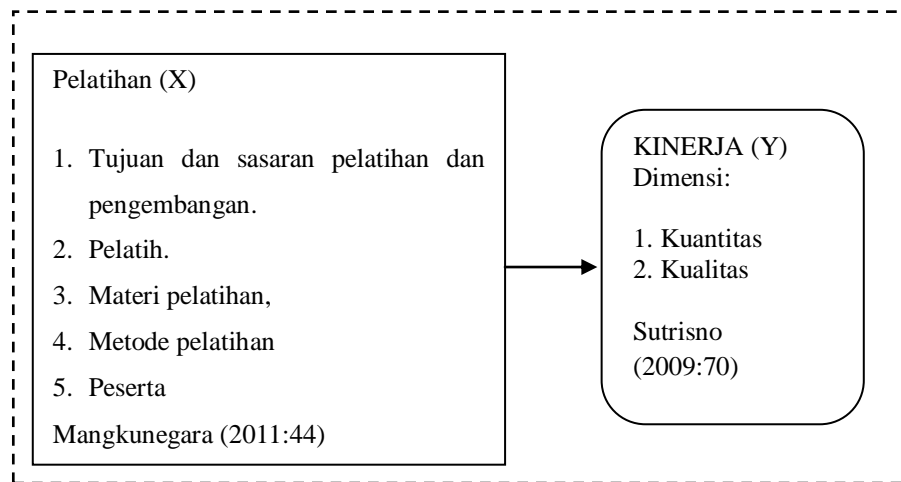 Pelatihan (X)
1. Tujuan dan sasaran pelatihan dan
pengembangan.
2. Pelatih.
3. Materi pelatihan,
4. Metode pelatihan
5. Peserta
Mangkunegara (2011:44)
KINERJA (Y)
Dimensi:
1. Kuantitas
2. Kualitas
Sutrisno
(2009:70)